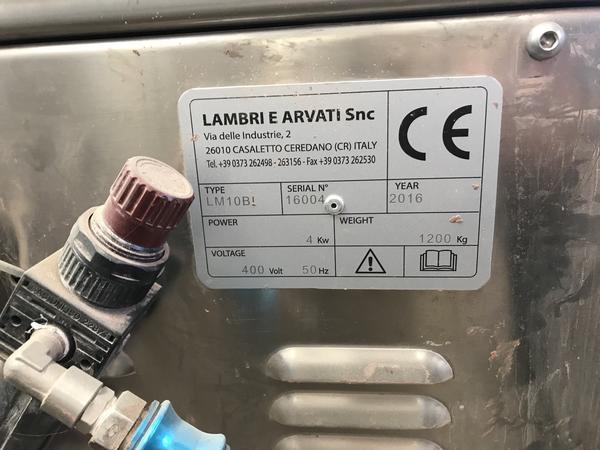 LAMBRI E ARVATI Snc
Via delle Industrie, 2
26010 CASALETTO CEREDANO (CR) ITALY
Tel. +39 0373 262498 - 263156 - Fax +39 0373 262530
CE
TYPE SERIAL N° YEAR
16004 2016
POWER WEIGHT
4 Kw 1200 Kg
VOLTAGE
400 Volt 50 Hz